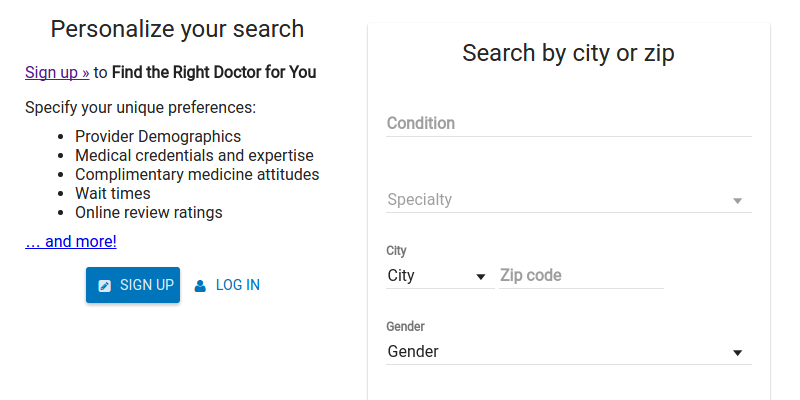 Personalize your search
Sign up » to Find the Right Doctor for You
Specify your unique preferences:
Provider Demographics
Medical credentials and expertise
Complimentary medicine attitudes
Wait times
Online review ratings
… and more!
SIGN UP LOG IN
Search by city or zip
Condition
Specialty
City
City Zip code
Gender
Gender